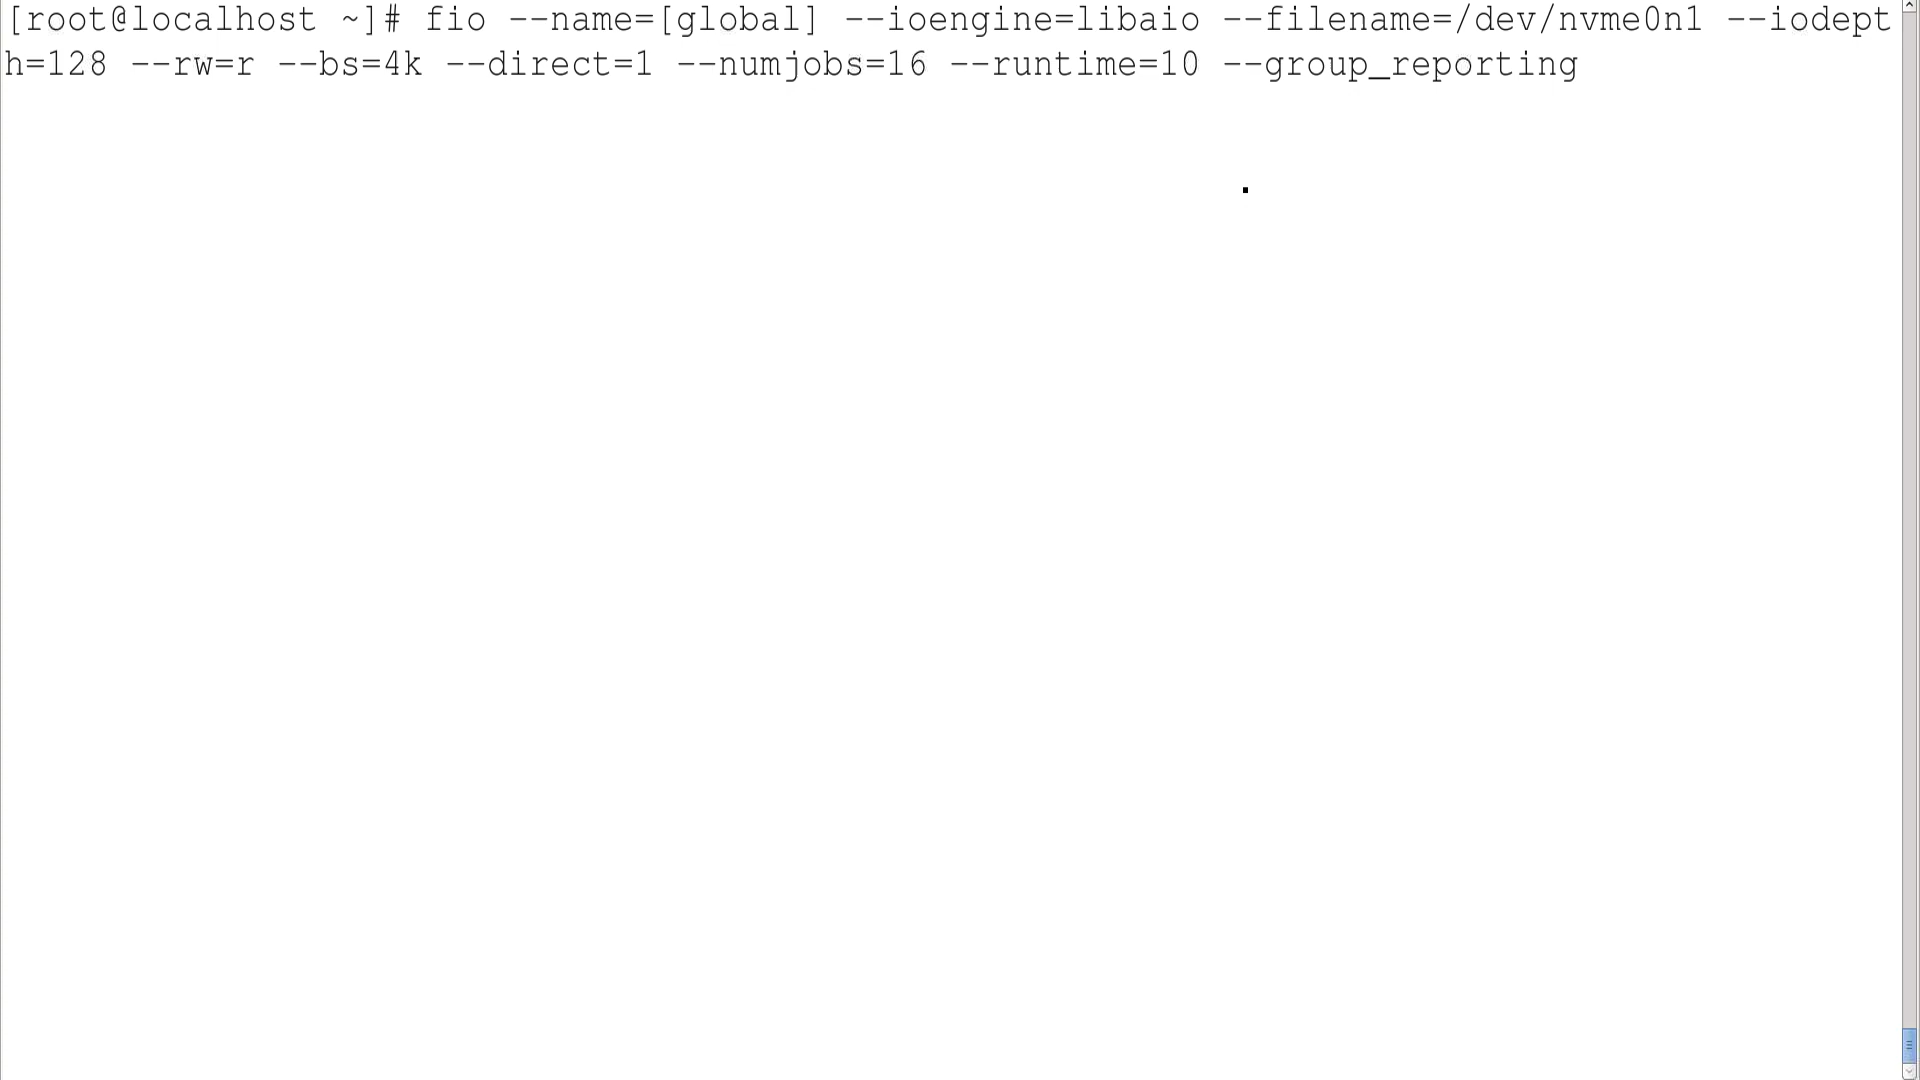 [root@localhost ~]# fio --name=[global] --ioengine=libaio --filename=/dev/nvme0n1 --iodept
h=128 --rw=r --bs=4k --direct=1 --numjobs=16 --runtime=10 --group_reporting